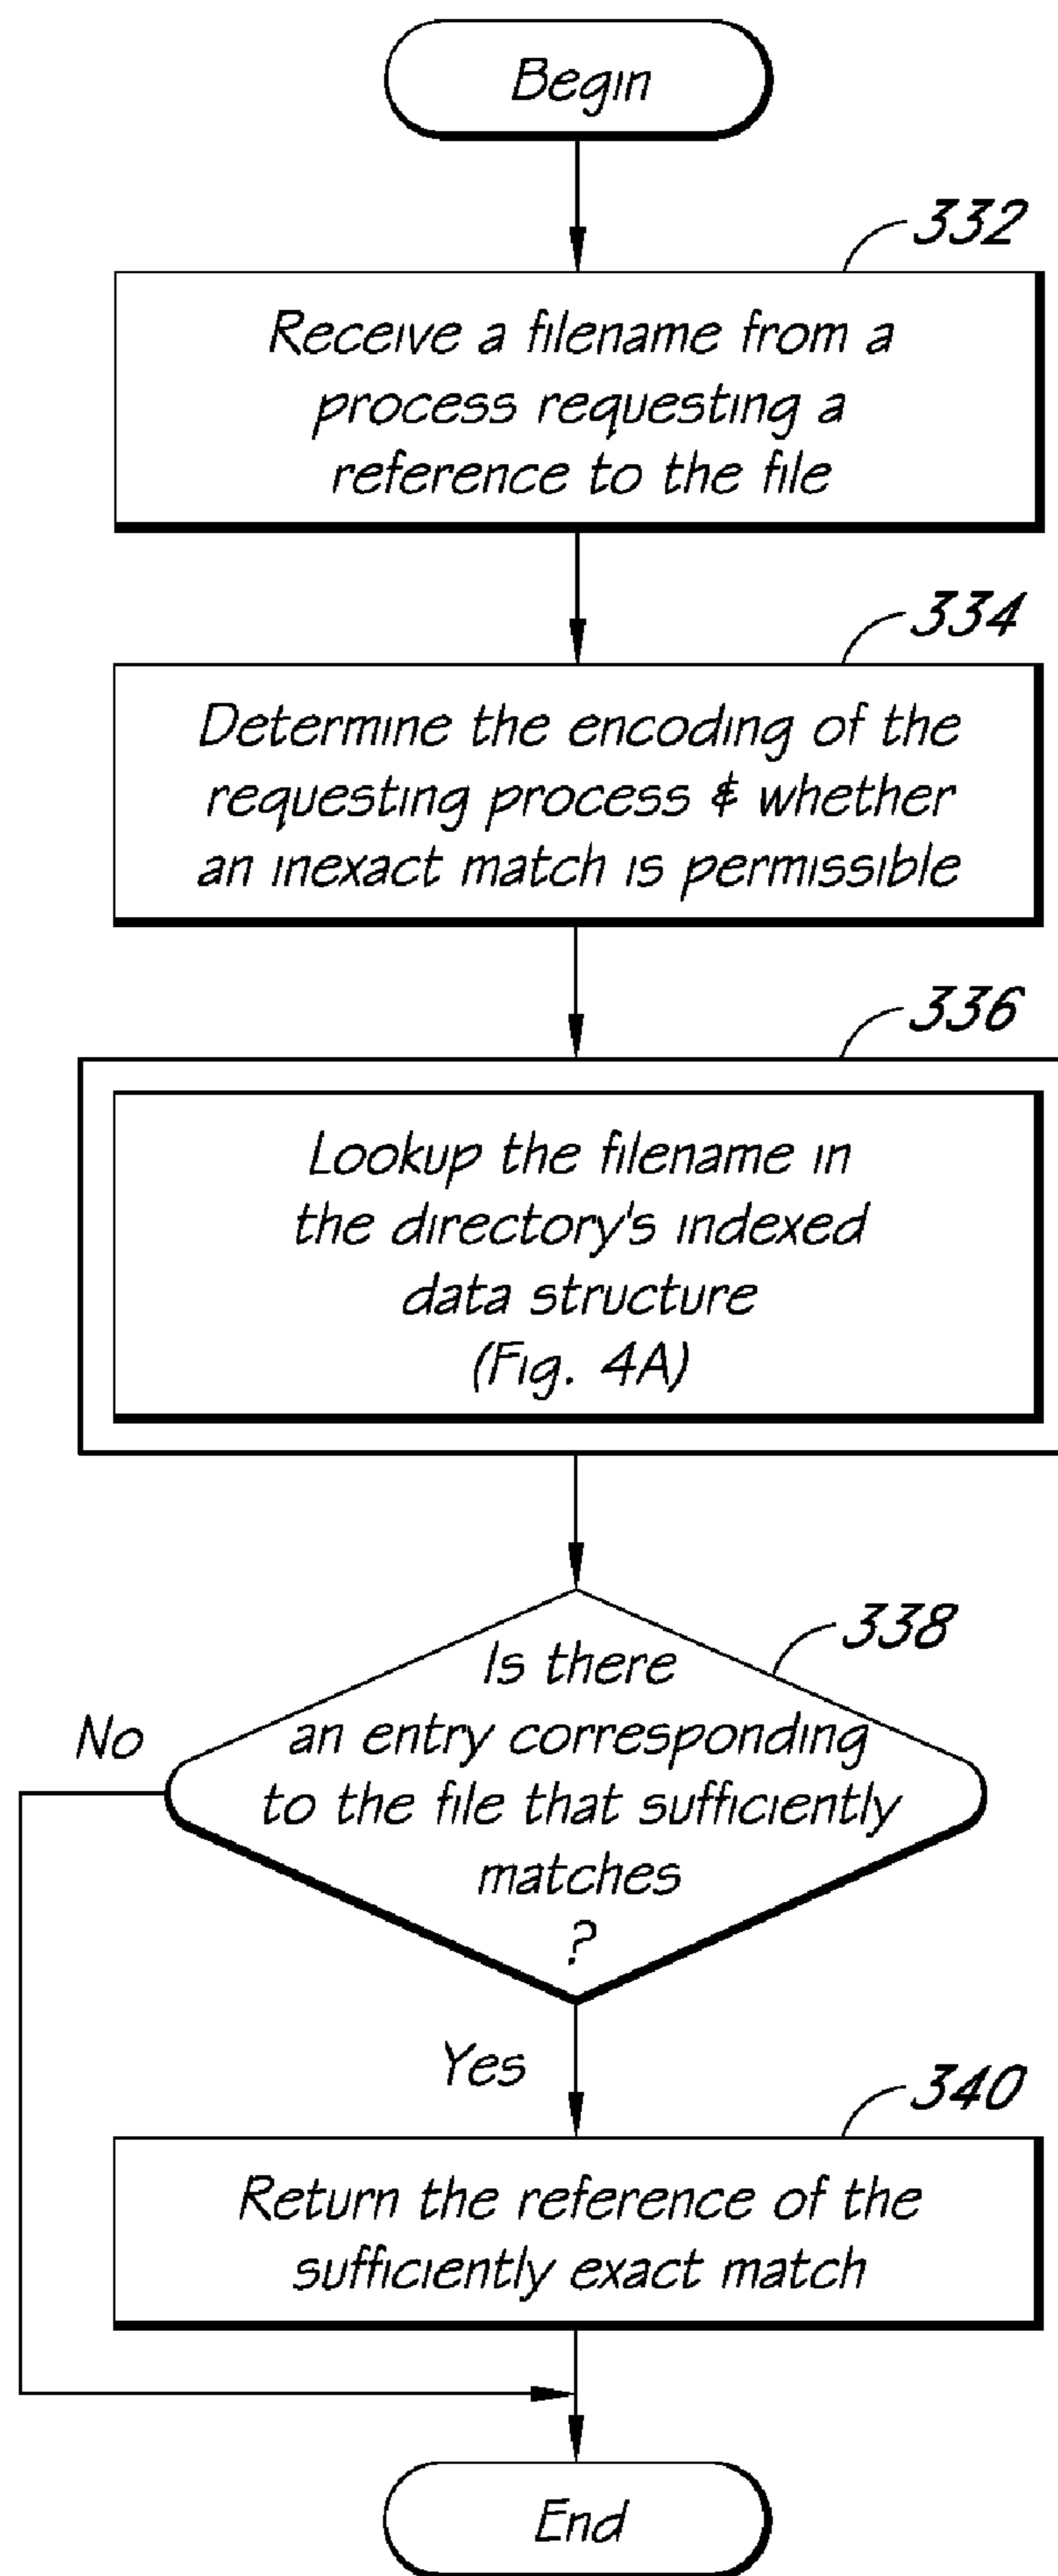 Begin
332
Receive a filename from a
process requesting a
reference to the file
334
Determine the encoding of the
requesting process & whether
an inexact match is permissible
336
Lookup the filename in
the directory's indexed
data structure
(Fig. 4A)
338
Is there
an entry corresponding
to the file that sufficiently
matches
?
No
Yes
340
Return the reference of the
sufficiently exact match
End